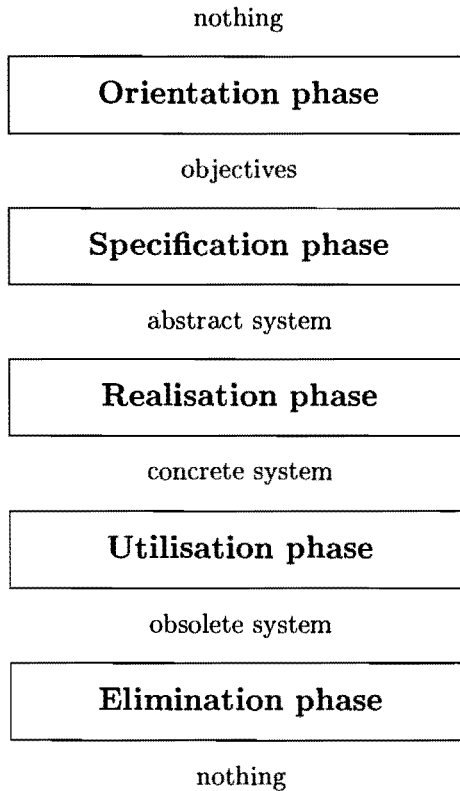 nothing
Orientation phase
objectives
Specification phase
abstract system
Realisation phase
concrete system
Utilisation phase
obsolete system
Elimination phase
nothing